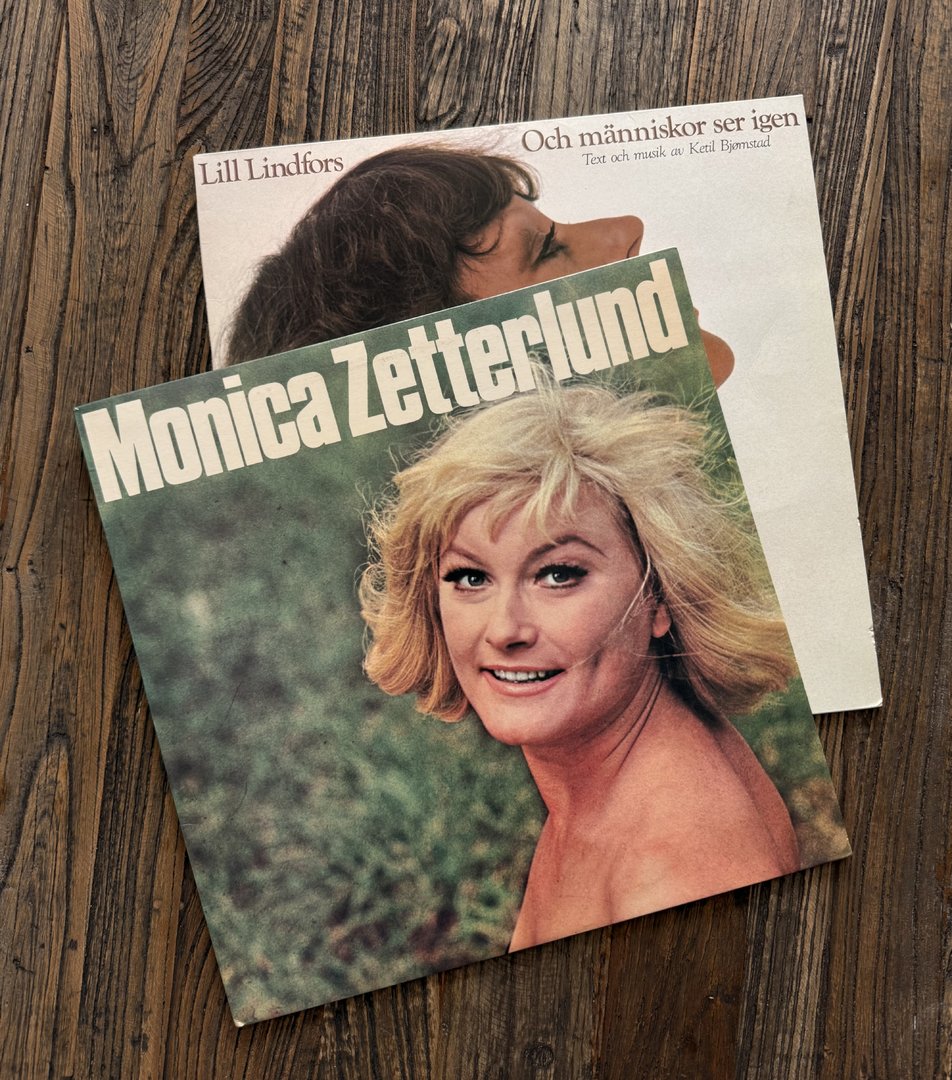 Lill Lindfors
Och människor ser igen
Text och musik av Ketil Bjørnstad
Monica Zetterlund